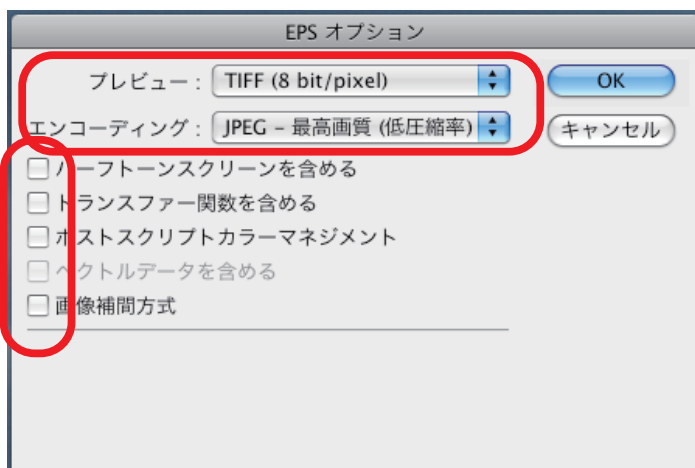 EPS オプション
プレビュー : TIFF (8 bit/pixel) OK
エンコーディング : JPEG – 最高画質 (低圧縮率) キャンセル
ハーフトーンスクリーンを含める
トランスファー関数を含める
ポストスクリプトカラーマネジメント
ベクトルデータを含める
画像補間方式